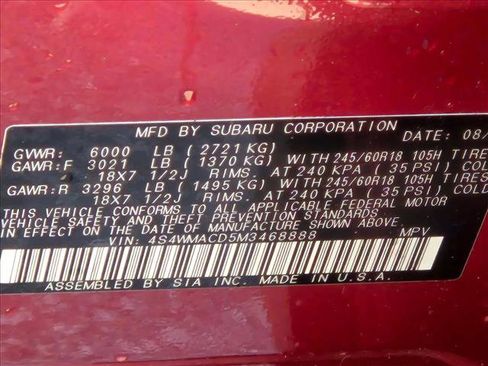 MFD BY SUBARU CORPORATION DATE: 08/
GVWR: 6000 LB (2721 KG)
GAWR:F 3021 LB (1370 KG) WITH 245/60R18 105H TIRES
18X7 1/2J RIMS. AT 240 KPA (35 PSI) COLD
GAWR:R 3296 LB (1495 KG) WITH 245/60R18 105H TIRES
18X7 1/2J RIMS. AT 240 KPA (35 PSI) COLD
THIS VEHICLE CONFORMS TO ALL APPLICABLE FEDERAL MOTOR
VEHICLE SAFETY AND THEFT PREVENTION STANDARDS
IN EFFECT ON THE DATE OF MANUFACTURE SHOWN ABOVE.
VIN: 4S4WMACD5M3468888 MPV
ASSEMBLED BY SIA INC. MADE IN U.S.A.